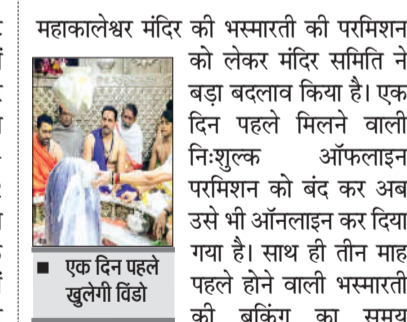 महाकालेश्वर मंदिर की भस्मारती की परमिशन
को लेकर मंदिर समिति ने
बड़ा बदलाव किया है। एक
दिन पहले मिलने वाली
निःशुल्क ऑफलाइन
परमिशन को बंद कर अब
उसे भी ऑनलाइन कर दिया
गया है। साथ ही तीन माह
पहले होने वाली भस्मारती
की बुकिंग का समय
■ एक दिन पहले
खुलेगी विंडो